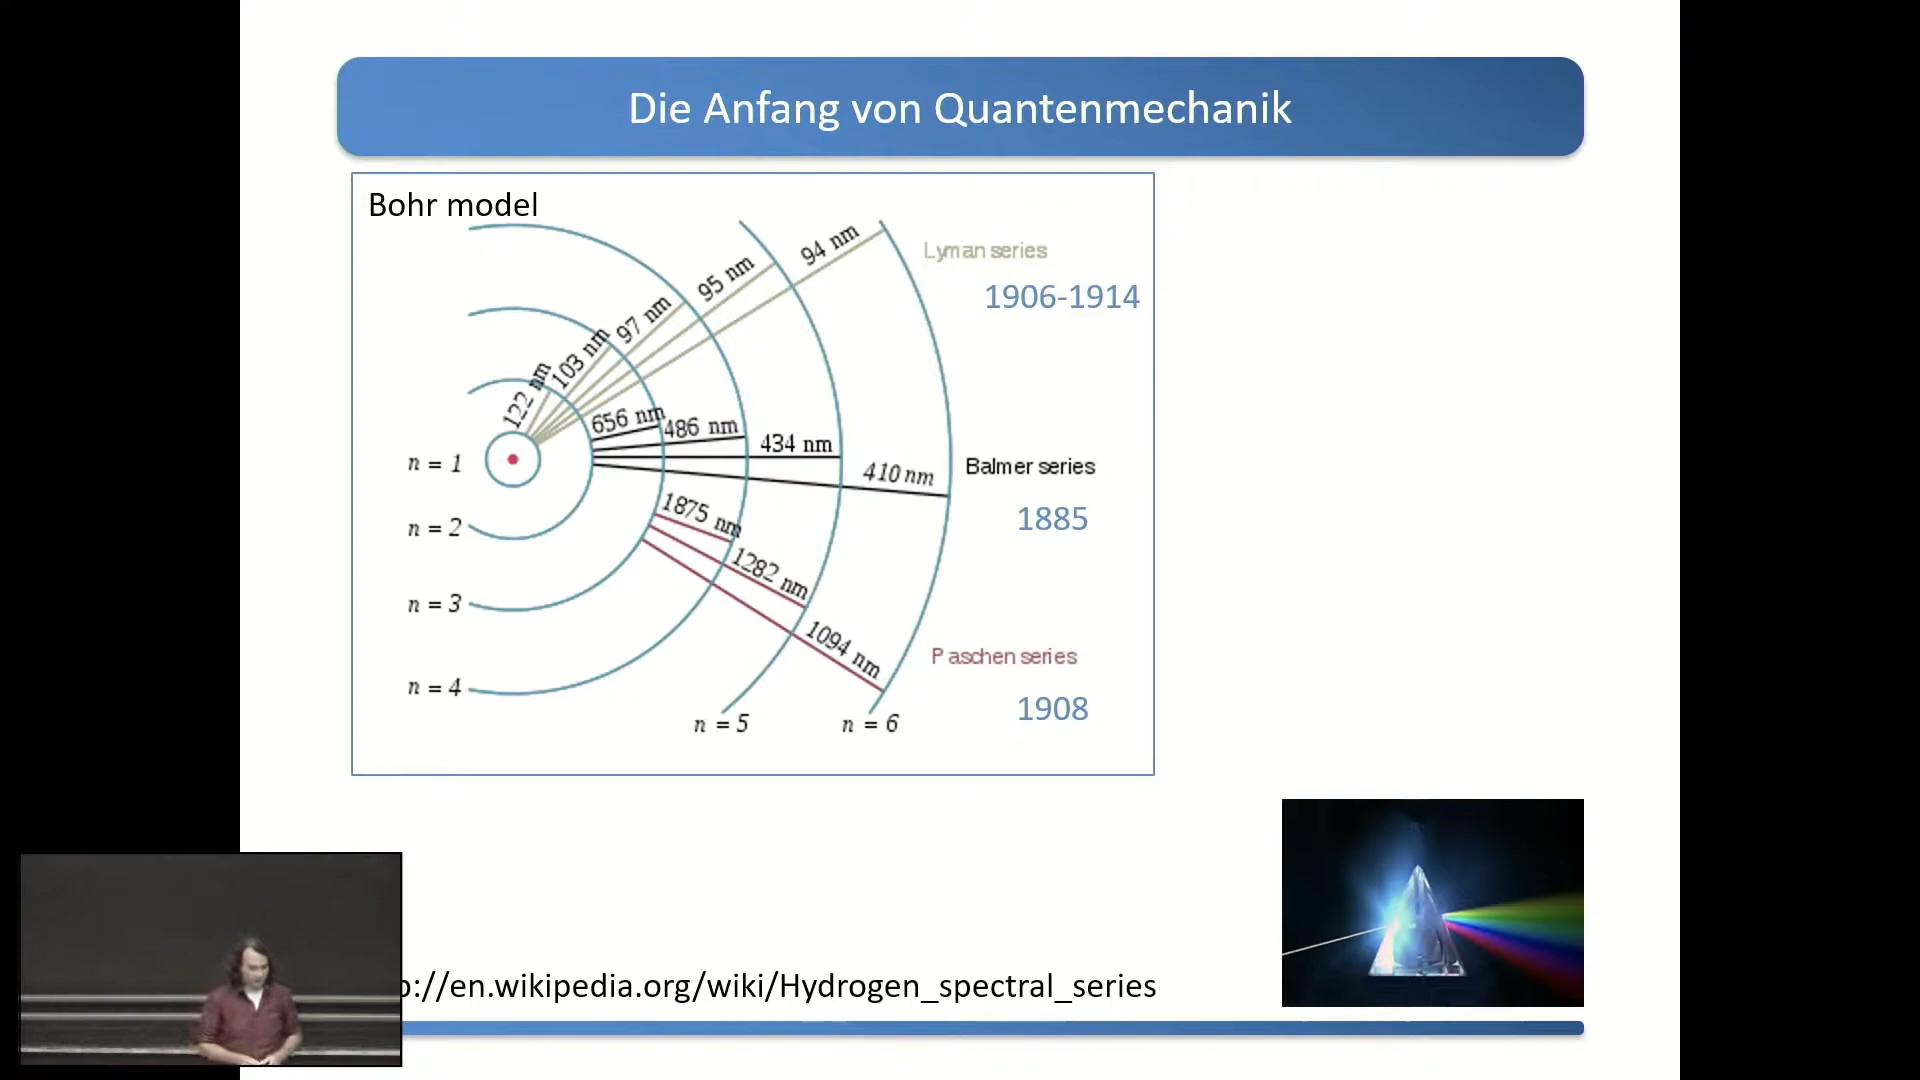 Die Anfang von Quantenmechanik
Bohr model
94 nm
95 nm
97 nm
103 nm
122 nm
Lyman series
1906-1914
656 nm
486 nm
434 nm
410 nm
n = 1
Balmer series
1885
n = 2
1875 nm
1282 nm
1094 nm
n = 3
Paschen series
1908
n = 4
n = 5
n = 6
p://en.wikipedia.org/wiki/Hydrogen_spectral_series